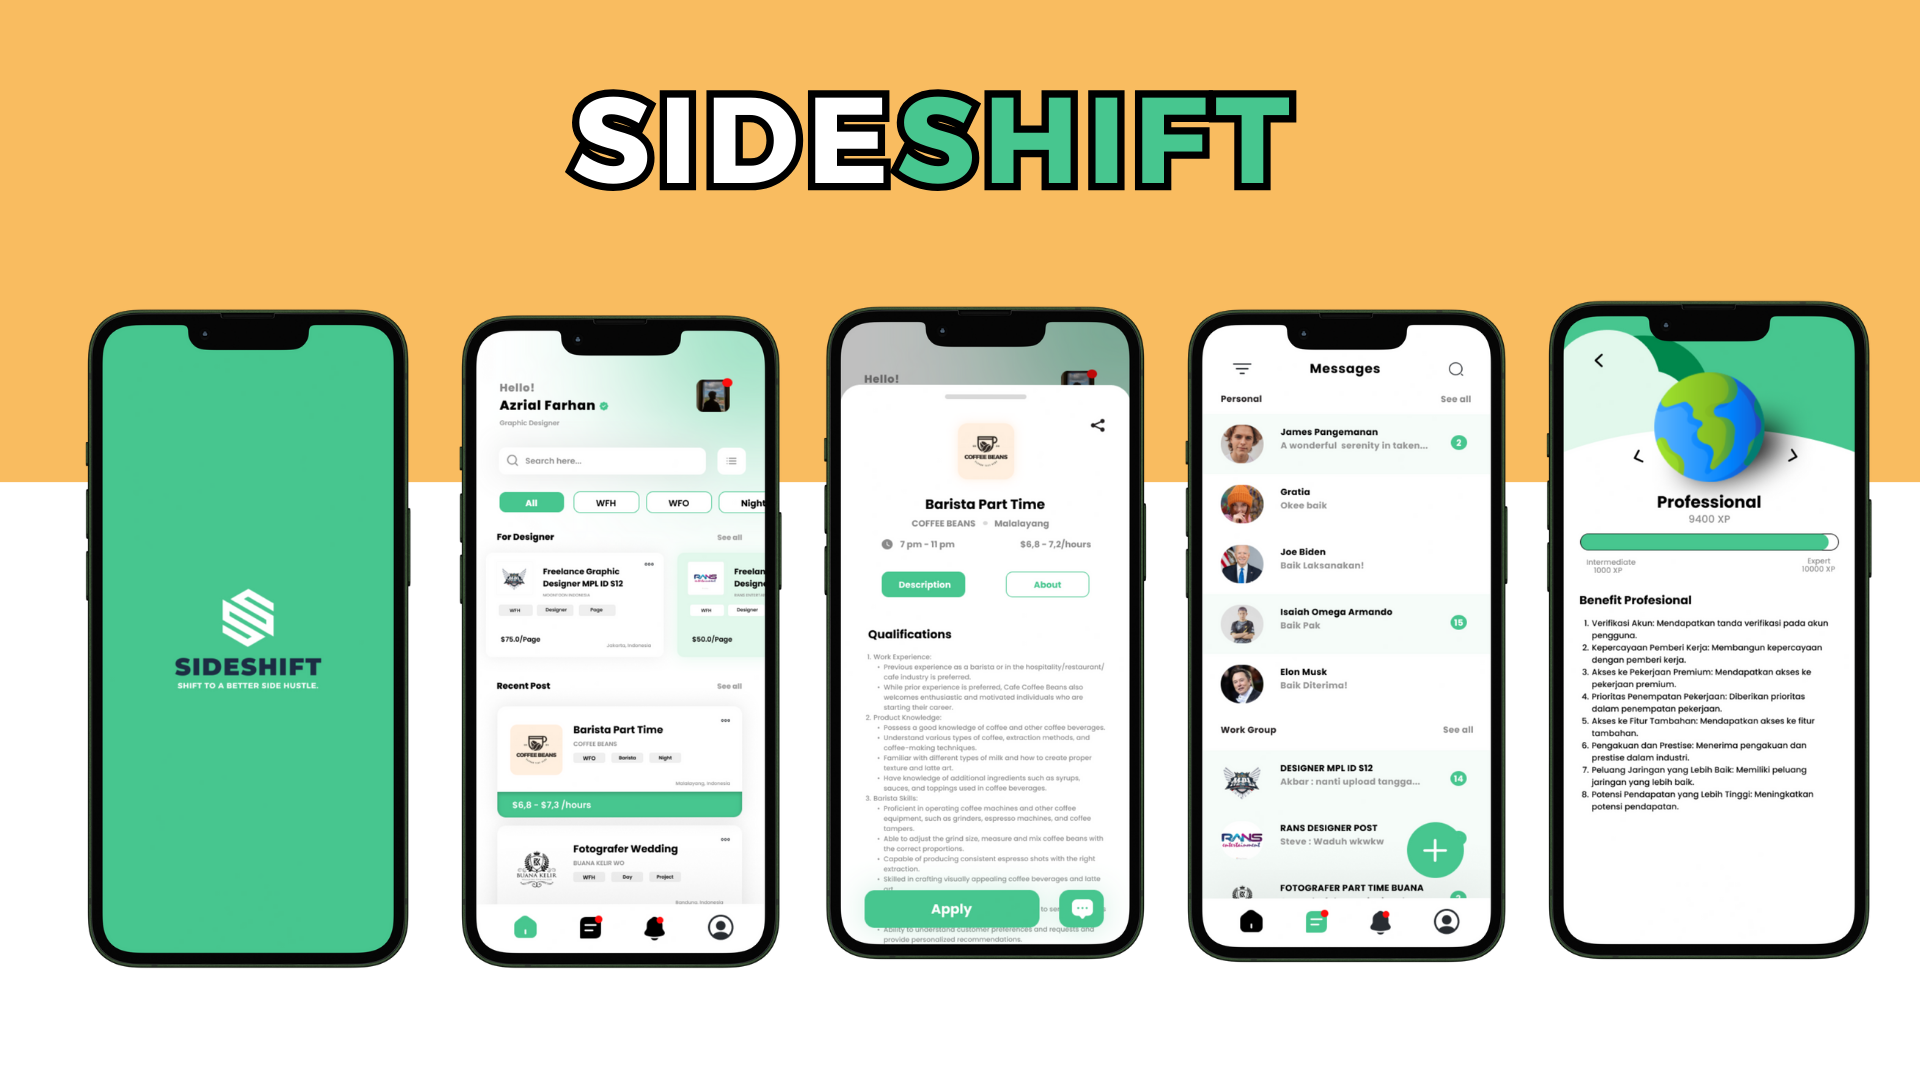 SIDESHIFT
SIDESHIFT
SHIFT TO A BETTER SIDE HUSTLE.
Hello!
Azrial Farhan
Graphic Designer
Search here...
All
WFH
WFO
Night
For Designer
See all
Freelance Graphic
Designer MPL ID S12
MOONTOON INDONESIA
WFH
Designer
Page
$75.0/Page
Jakarta, Indonesia
RANS
Freelan
Design
WFH
Designer
$50.0/Page
Recent Post
See all
COFFEE BEANS
Barista Part Time
COFFEE BEANS
WFO
Barista
Night
Malalayang, Indonesia
$6,8 - $7,3 /hours
BUANA KELIR
Fotografer Wedding
BUANA KELIR WO
WFH
Day
Project
Bandung, Indonesia
Hello!
COFFEE BEANS
Barista Part Time
COFFEE BEANS
Malalayang
7 pm - 11 pm
$6,8 - 7,2/hours
Description
About
Qualifications
1. Work Experience:
• Previous experience as a barista or in the hospitality/restaurant/
cafe industry is preferred.
• While prior experience is preferred, Cafe Coffee Beans also
welcomes enthusiastic and motivated individuals who are
starting their career.
2. Product Knowledge:
• Possess a good knowledge of coffee and other coffee beverages.
• Understand various types of coffee, extraction methods, and
coffee-making techniques.
• Familiar with different types of milk and how to create proper
texture and latte art.
• Have knowledge of additional ingredients such as syrups,
sauces, and toppings used in coffee beverages.
3. Barista Skills:
• Proficient in operating coffee machines and other coffee
equipment, such as grinders, espresso machines, and coffee
tampers.
• Able to adjust the grind size, measure and mix coffee beans with
the correct proportions.
• Capable of producing consistent espresso shots with the right
extraction.
• Skilled in crafting visually appealing coffee beverages and latte
art.
Apply
to se
• Ability to understand customer preferences and requests and
provide personalized recommendations.
Messages
Personal
See all
James Pangemanan
A wonderful serenity in taken...
2
Gratia
Okee baik
Joe Biden
Baik Laksanakan!
Isaiah Omega Armando
Baik Pak
15
Elon Musk
Baik Diterima!
Work Group
See all
DESIGNER MPL ID S12
Akbar : nanti upload tangga...
14
RANS
entertainment
RANS DESIGNER POST
Steve : Waduh wkwkw
FOTOGRAFER PART TIME BUANA
Professional
9400 XP
Intermediate
1000 XP
Expert
10000 XP
Benefit Profesional
1. Verifikasi Akun: Mendapatkan tanda verifikasi pada akun
pengguna.
2. Kepercayaan Pemberi Kerja: Membangun kepercayaan
dengan pemberi kerja.
3. Akses ke Pekerjaan Premium: Mendapatkan akses ke
pekerjaan premium.
4. Prioritas Penempatan Pekerjaan: Diberikan prioritas
dalam penempatan pekerjaan.
5. Akses ke Fitur Tambahan: Mendapatkan akses ke fitur
tambahan.
6. Pengakuan dan Prestise: Menerima pengakuan dan
prestise dalam industri.
7. Peluang Jaringan yang Lebih Baik: Memiliki peluang
jaringan yang lebih baik.
8. Potensi Pendapatan yang Lebih Tinggi: Meningkatkan
potensi pendapatan.